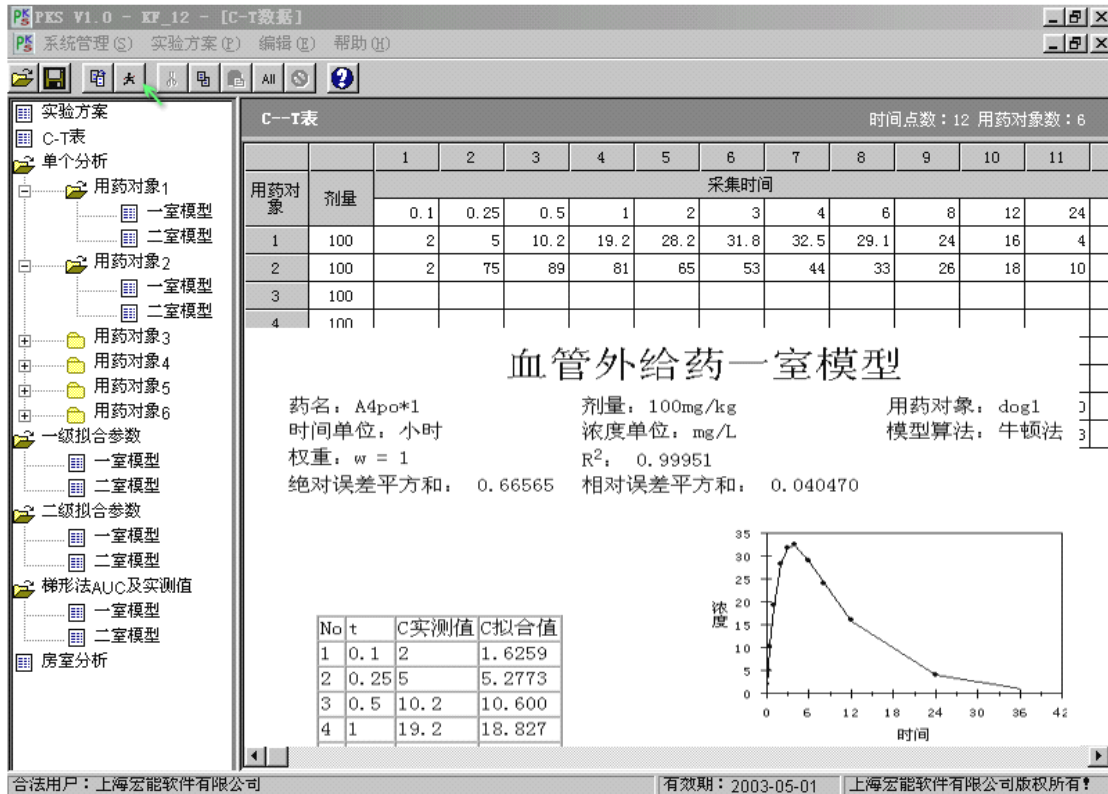 PKS V1.0 - KF_12 - [C-T数据]
系统管理(S) 实验方案(P) 编辑(E) 帮助(H)
All
实验方案
C-T表
单个分析
用药对象1
一室模型
二室模型
用药对象2
一室模型
二室模型
用药对象3
用药对象4
用药对象5
用药对象6
一级拟合参数
一室模型
二室模型
二级拟合参数
一室模型
二室模型
梯形法AUC及实测值
一室模型
二室模型
房室分析
C--T表 时间点数:12 用药对象数:6
1 2 3 4 5 6 7 8 9 10 11
用药对象 剂量 采集时间
0.1 0.25 0.5 1 2 3 4 6 8 12 24
1 100 2 5 10.2 19.2 28.2 31.8 32.5 29.1 24 16 4
2 100 2 75 89 81 65 53 44 33 26 18 10
3 100
4 100
血管外给药一室模型
药名: A4po*1 剂量: 100mg/kg 用药对象: dog1
时间单位: 小时 浓度单位: mg/L 模型算法: 牛顿法
3
权重: w = 1 R²: 0.99951
绝对误差平方和: 0.66565 相对误差平方和: 0.040470
No t C实测值 C拟合值
1 0.1 2 1.6259
2 0.25 5 5.2773
3 0.5 10.2 10.600
4 1 19.2 18.827
35
30
25
20
15
10
5
0
浓度
0 6 12 18 24 30 36 42
时间
合法用户:上海宏能软件有限公司 有效期:2003-05-01 上海宏能软件有限公司版权所有!